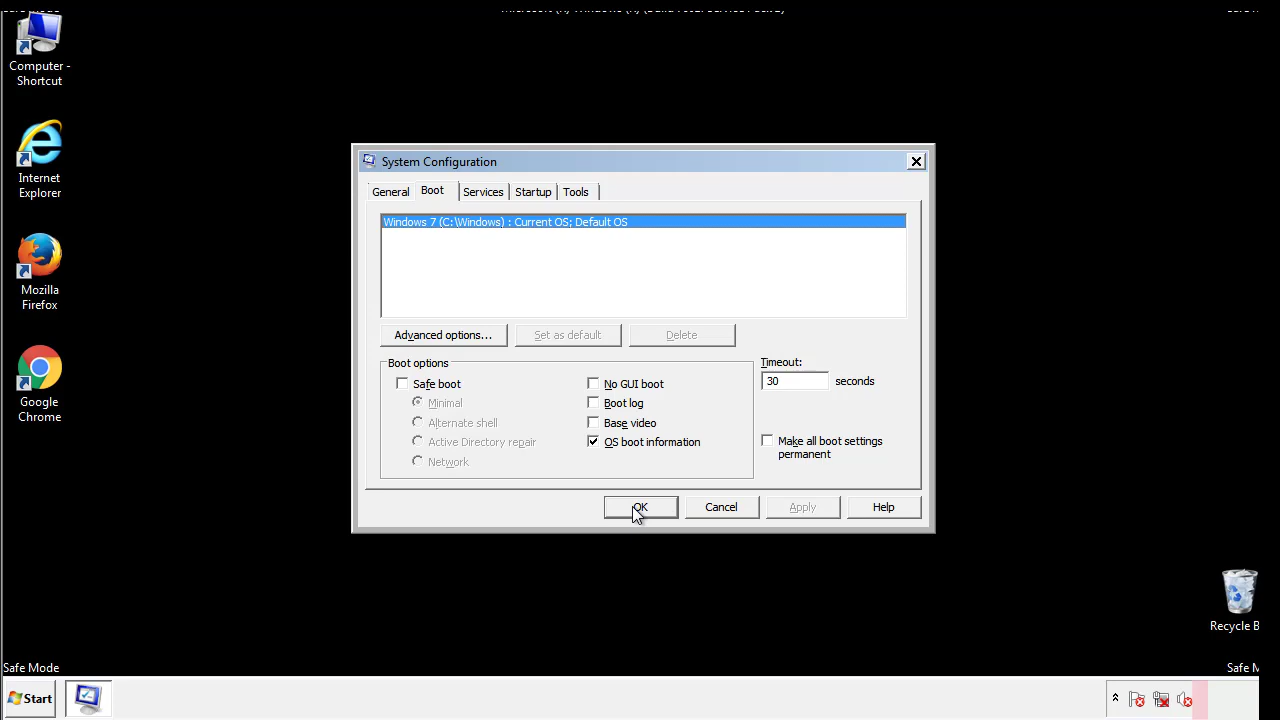 Computer -
Shortcut
Internet
Explorer
Mozilla
Firefox
Google
Chrome
System Configuration
General Boot Services Startup Tools
Windows 7 (C:\Windows) : Current OS; Default OS
Advanced options... Set as default Delete
Boot options
Safe boot
Minimal
Alternate shell
Active Directory repair
Network
No GUI boot
Boot log
Base video
OS boot information
Timeout:
30 seconds
Make all boot settings
permanent
OK Cancel Apply Help
Recycle B
Safe Mode
Safe M
Start